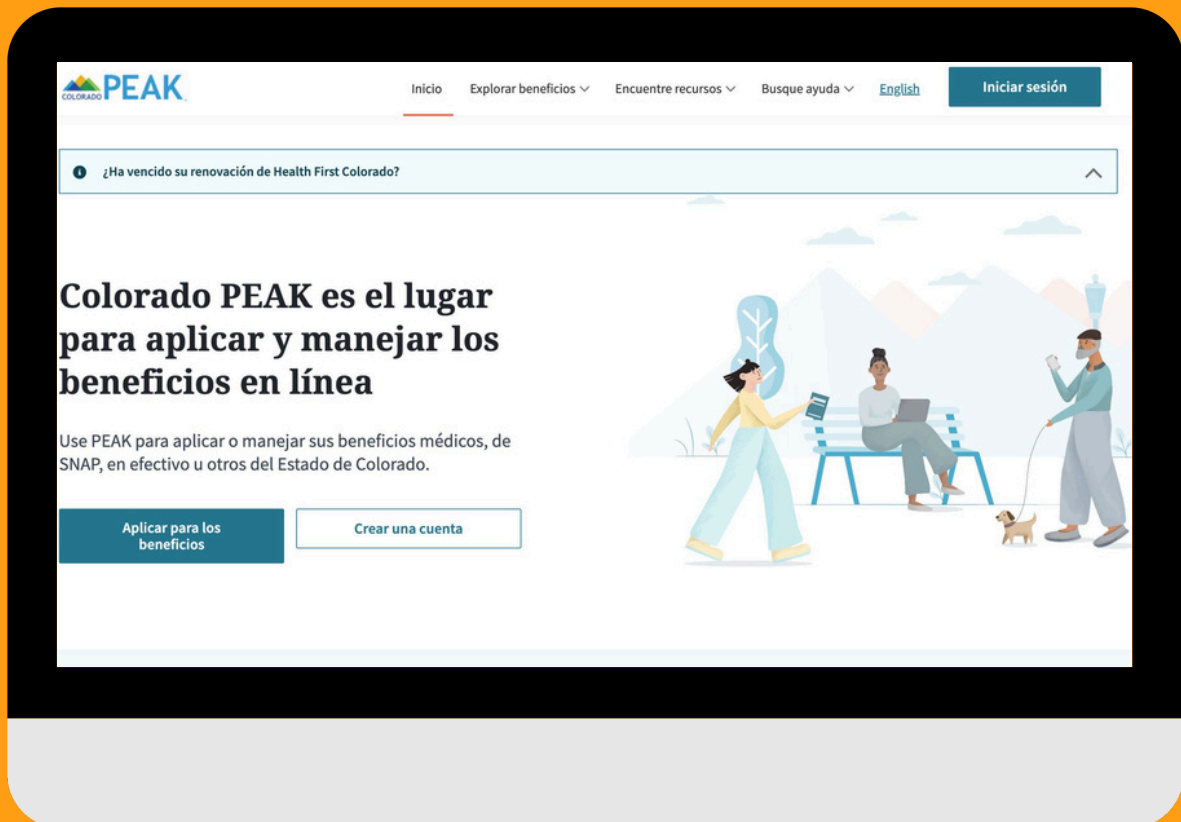 COLORADO PEAK
Inicio Explorar beneficios Encuentre recursos Busque ayuda English Iniciar sesión
¿Ha vencido su renovación de Health First Colorado?
Colorado PEAK es el lugar
para aplicar y manejar los
beneficios en línea
Use PEAK para aplicar o manejar sus beneficios médicos, de
SNAP, en efectivo u otros del Estado de Colorado.
Aplicar para los
beneficios
Crear una cuenta